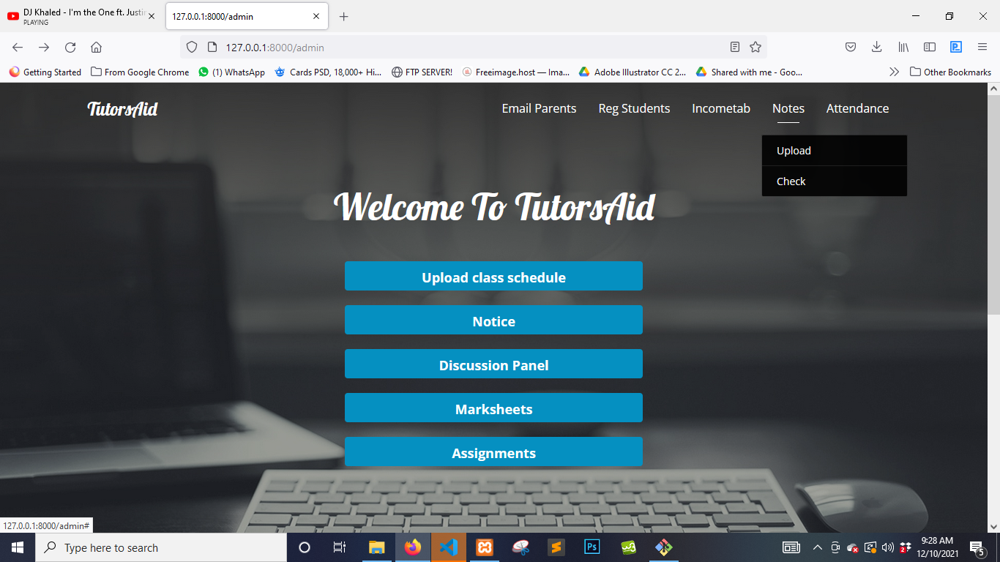 DJ Khaled - I'm the One ft. Justin
PLAYING
127.0.0.1:8000/admin
127.0.0.1:8000/admin
Getting Started
From Google Chrome
(1) WhatsApp
Cards PSD, 18,000+ Hi...
FTP SERVER!
Freeimage.host — Ima...
Adobe Illustrator CC 2...
Shared with me - Goo...
Other Bookmarks
TutorsAid
Email Parents
Reg Students
Incometab
Notes
Attendance
Upload
Check
Welcome To TutorsAid
Upload class schedule
Notice
Discussion Panel
Marksheets
Assignments
127.0.0.1:8000/admin#
Type here to search
Ps
2
9:28 AM
12/10/2021
5